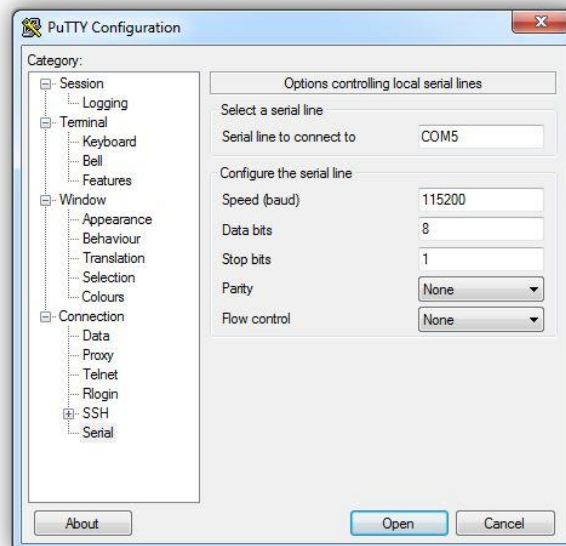 PuTTY Configuration
Category:
Session
Logging
Terminal
Keyboard
Bell
Features
Window
Appearance
Behaviour
Translation
Selection
Colours
Connection
Data
Proxy
Telnet
Rlogin
SSH
Serial
Options controlling local serial lines
Select a serial line
Serial line to connect to COM5
Configure the serial line
Speed (baud) 115200
Data bits 8
Stop bits 1
Parity None
Flow control None
About Open Cancel